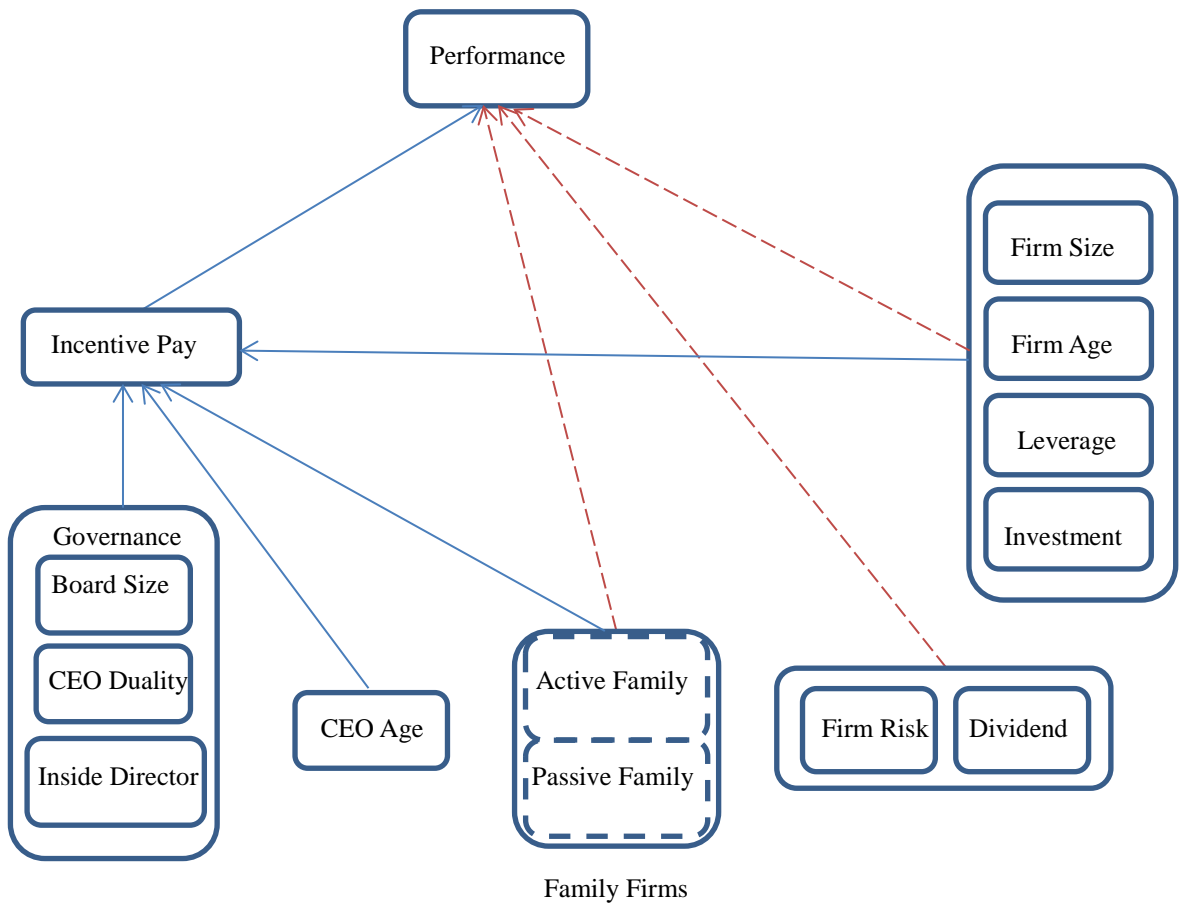 Performance
Firm Size
Firm Age
Leverage
Investment
Incentive Pay
Governance
Board Size
CEO Duality
Inside Director
CEO Age
Active Family
Passive Family
Family Firms
Firm Risk
Dividend